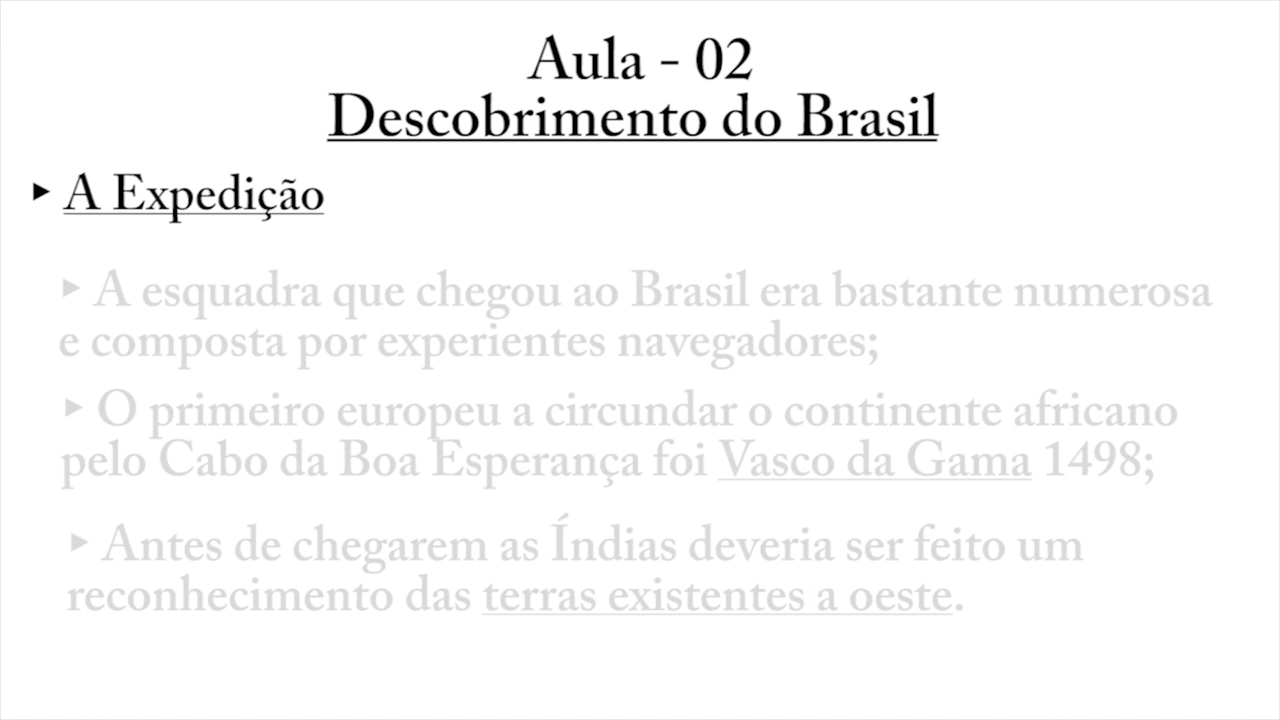 Aula - 02
Descobrimento do Brasil
‣ A Expedição
‣ A esquadra que chegou ao Brasil era bastante numerosa
e composta por experientes navegadores;
‣ O primeiro europeu a circundar o continente africano
pelo Cabo da Boa Esperança foi Vasco da Gama 1498;
‣ Antes de chegarem as Índias deveria ser feito um
reconhecimento das terras existentes a oeste.